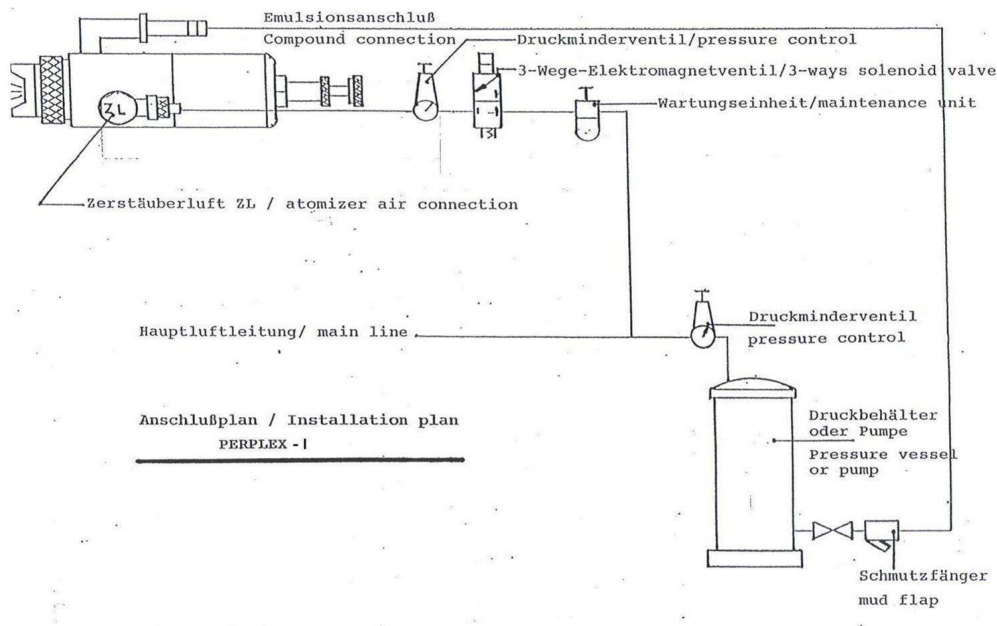 Emulsionsanschluß
Compound connection
Druckminderventil/pressure control
3-Wege-Elektromagnetventil/3-ways solenoid valve
Wartungseinheit/maintenance unit
ZL
Zerstäuberluft ZL / atomizer air connection
Hauptluftleitung/ main line
Druckminderventil
pressure control
Anschlußplan / Installation plan
PERPLEX -I
Druckbehälter
oder Pumpe
Pressure vessel
or pump
Schmutzfänger
mud flap